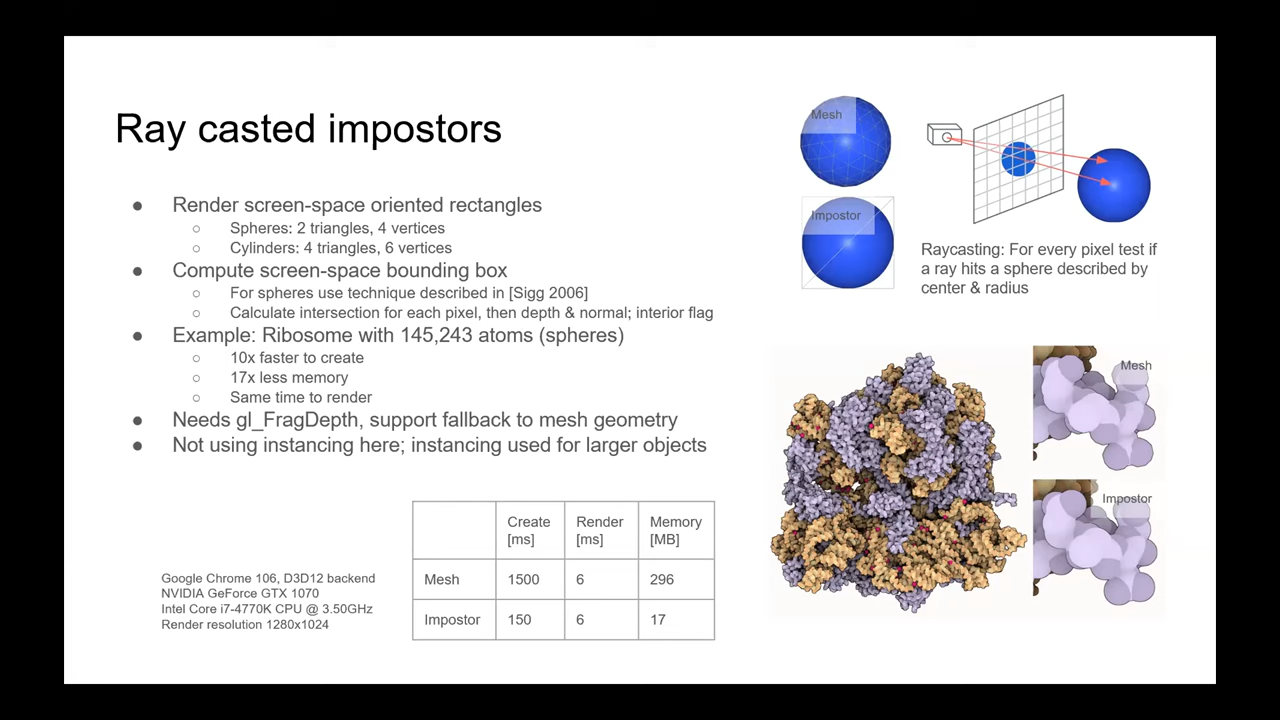 Ray casted impostors
● Render screen-space oriented rectangles
○ Spheres: 2 triangles, 4 vertices
○ Cylinders: 4 triangles, 6 vertices
● Compute screen-space bounding box
○ For spheres use technique described in [Sigg 2006]
○ Calculate intersection for each pixel, then depth & normal; interior flag
● Example: Ribosome with 145,243 atoms (spheres)
○ 10x faster to create
○ 17x less memory
○ Same time to render
● Needs gl_FragDepth, support fallback to mesh geometry
● Not using instancing here; instancing used for larger objects
Mesh
Impostor
Raycasting: For every pixel test if
a ray hits a sphere described by
center & radius
Mesh
Impostor
Google Chrome 106, D3D12 backend
NVIDIA GeForce GTX 1070
Intel Core i7-4770K CPU @ 3.50GHz
Render resolution 1280x1024
Create [ms] Render [ms] Memory [MB]
Mesh 1500 6 296
Impostor 150 6 17